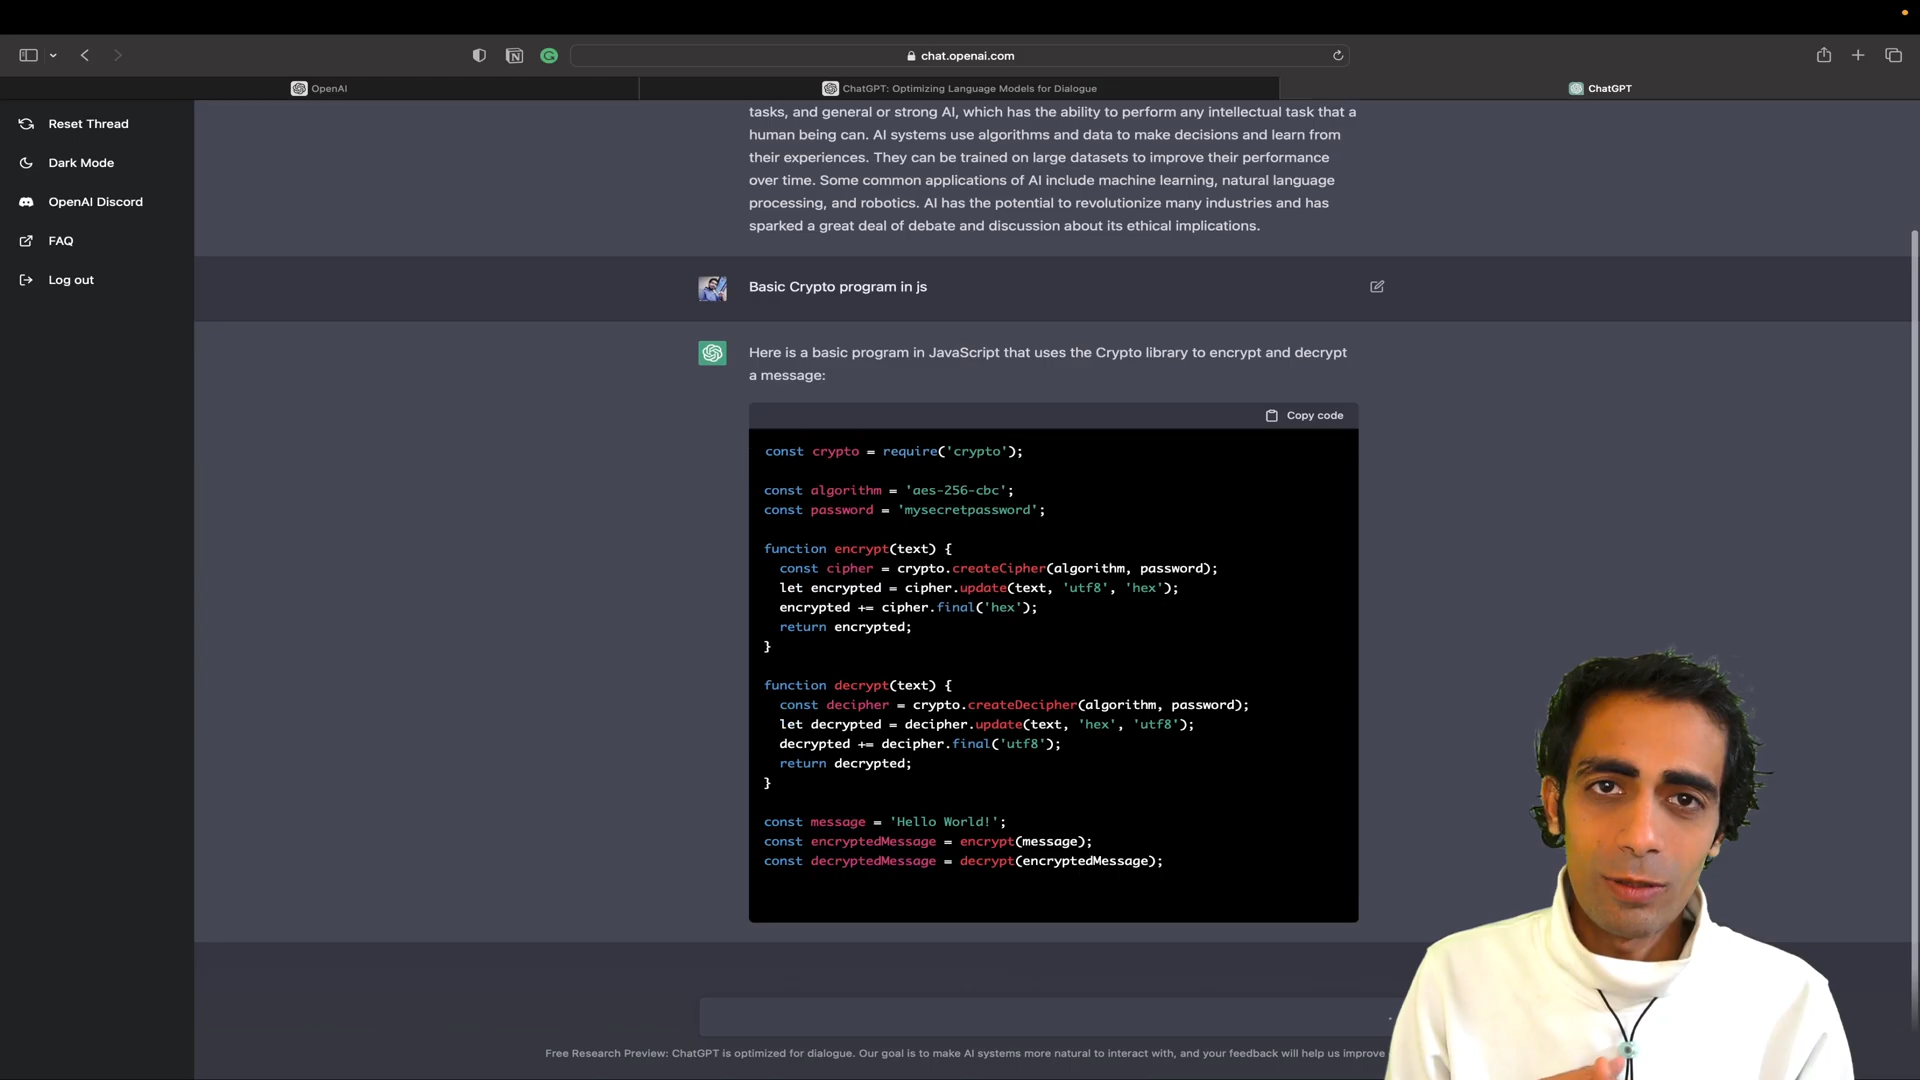 chat.openai.com
OpenAI
ChatGPT: Optimizing Language Models for Dialogue
ChatGPT
Reset Thread
Dark Mode
OpenAI Discord
FAQ
Log out
tasks, and general or strong AI, which has the ability to perform any intellectual task that a
human being can. AI systems use algorithms and data to make decisions and learn from
their experiences. They can be trained on large datasets to improve their performance
over time. Some common applications of AI include machine learning, natural language
processing, and robotics. AI has the potential to revolutionize many industries and has
sparked a great deal of debate and discussion about its ethical implications.
Basic Crypto program in js
Here is a basic program in JavaScript that uses the Crypto library to encrypt and decrypt
a message:
Copy code
const crypto = require('crypto');
const algorithm = 'aes-256-cbc';
const password = 'mysecretpassword';
function encrypt(text) {
const cipher = crypto.createCipher(algorithm, password);
let encrypted = cipher.update(text, 'utf8', 'hex');
encrypted += cipher.final('hex');
return encrypted;
}
function decrypt(text) {
const decipher = crypto.createDecipher(algorithm, password);
let decrypted = decipher.update(text, 'hex', 'utf8');
decrypted += decipher.final('utf8');
return decrypted;
}
const message = 'Hello World!';
const encryptedMessage = encrypt(message);
const decryptedMessage = decrypt(encryptedMessage);
Free Research Preview: ChatGPT is optimized for dialogue. Our goal is to make AI systems more natural to interact with, and your feedback will help us improve